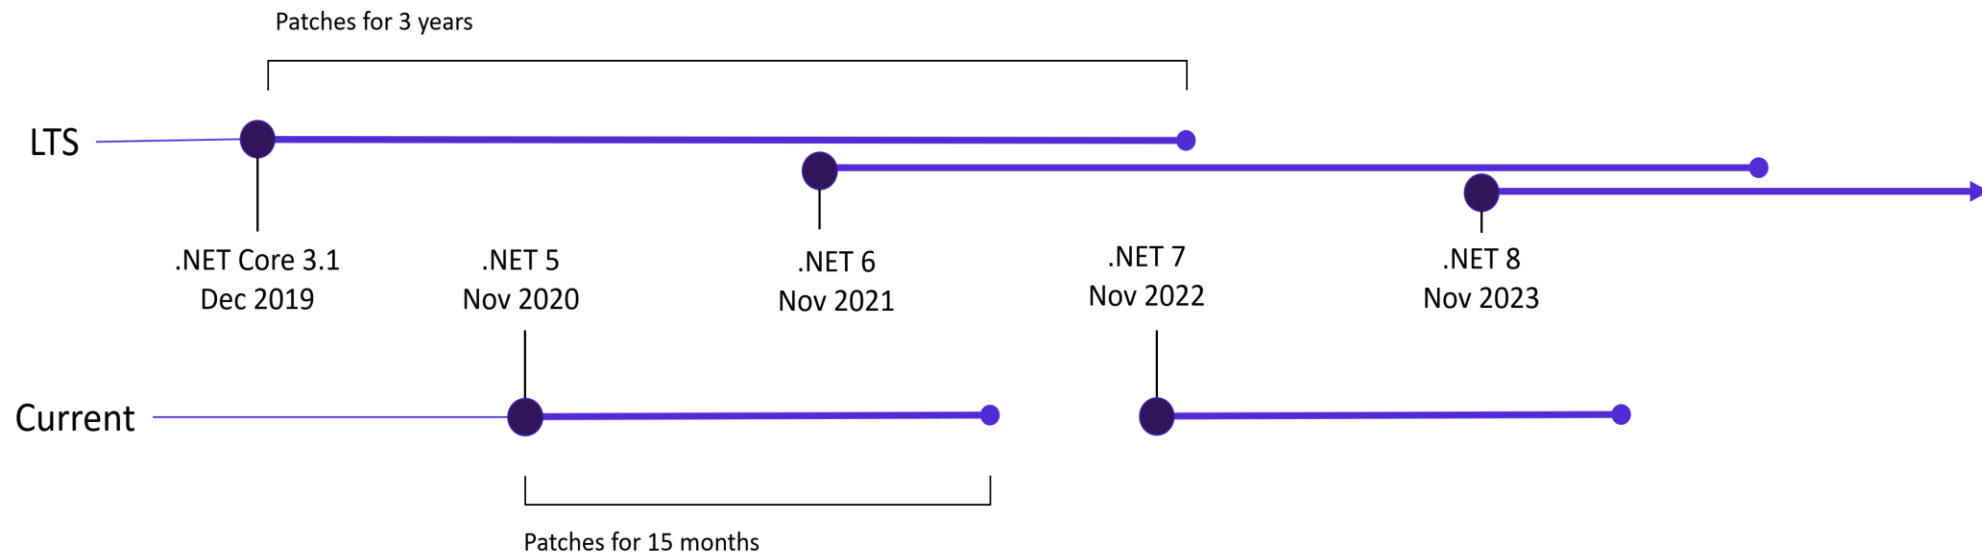 Patches for 3 years
LTS
.NET Core 3.1
Dec 2019
.NET 5
Nov 2020
.NET 6
Nov 2021
.NET 7
Nov 2022
.NET 8
Nov 2023
Current
Patches for 15 months